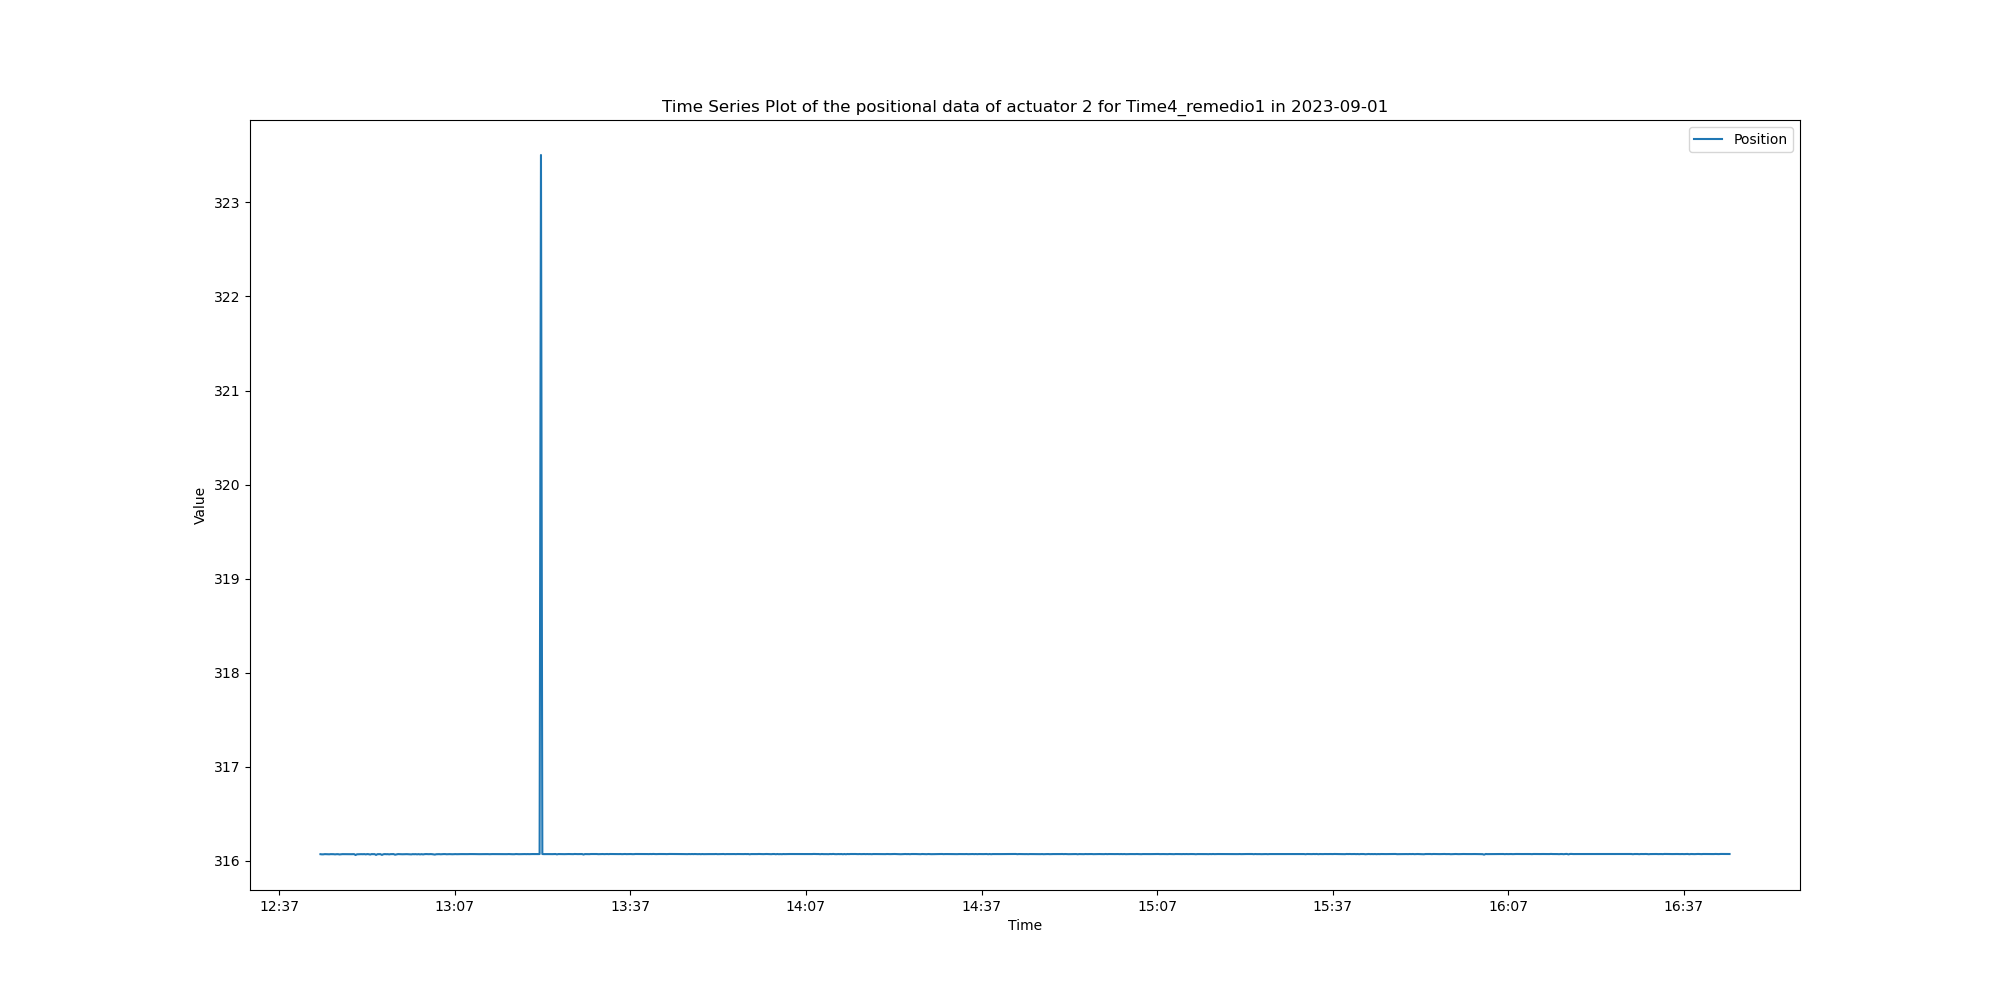 Time Series Plot of the positional data of actuator 2 for Time4_remedio1 in 2023-09-01
Position
323
322
321
320
319
318
317
316
Value
12:37 13:07 13:37 14:07 14:37 15:07 15:37 16:07 16:37
Time